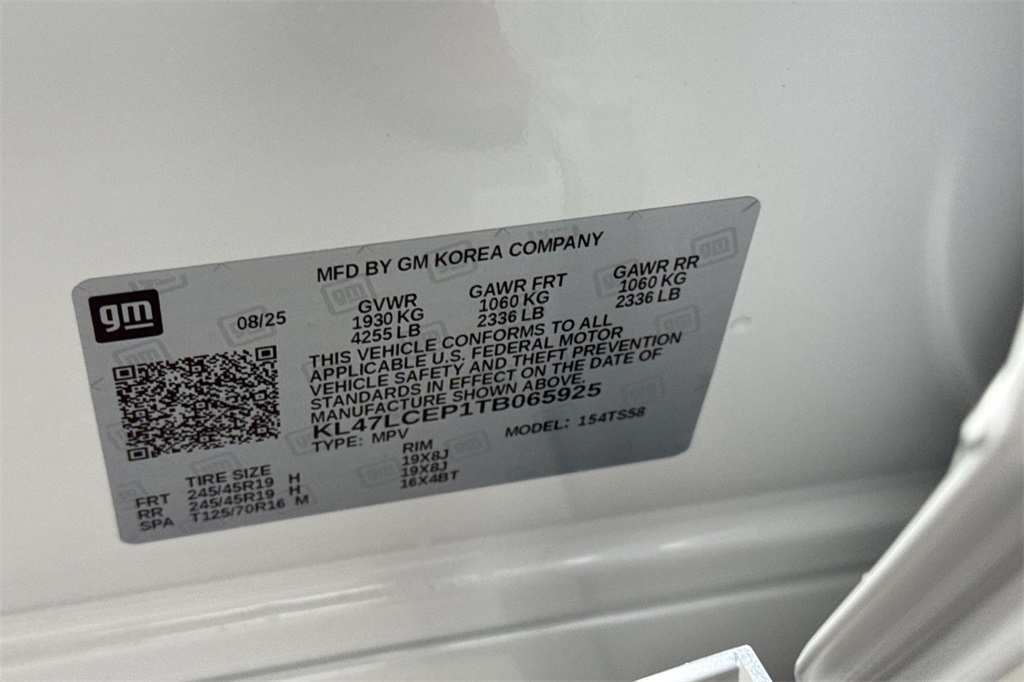 MFD BY GM KOREA COMPANY
gm
08/25
GVWR GAWR FRT GAWR RR
1930 KG 1060 KG 1060 KG
4255 LB 2336 LB 2336 LB
THIS VEHICLE CONFORMS TO ALL
APPLICABLE U.S. FEDERAL MOTOR
VEHICLE SAFETY AND THEFT PREVENTION
STANDARDS IN EFFECT ON THE DATE OF
MANUFACTURE SHOWN ABOVE.
KL47LCEP1TB065925
TYPE: MPV MODEL: 154TS58
TIRE SIZE RIM
FRT 245/45R19 H 19X8J
RR 245/45R19 H 19X8J
SPA T125/70R16 M 16X4BT